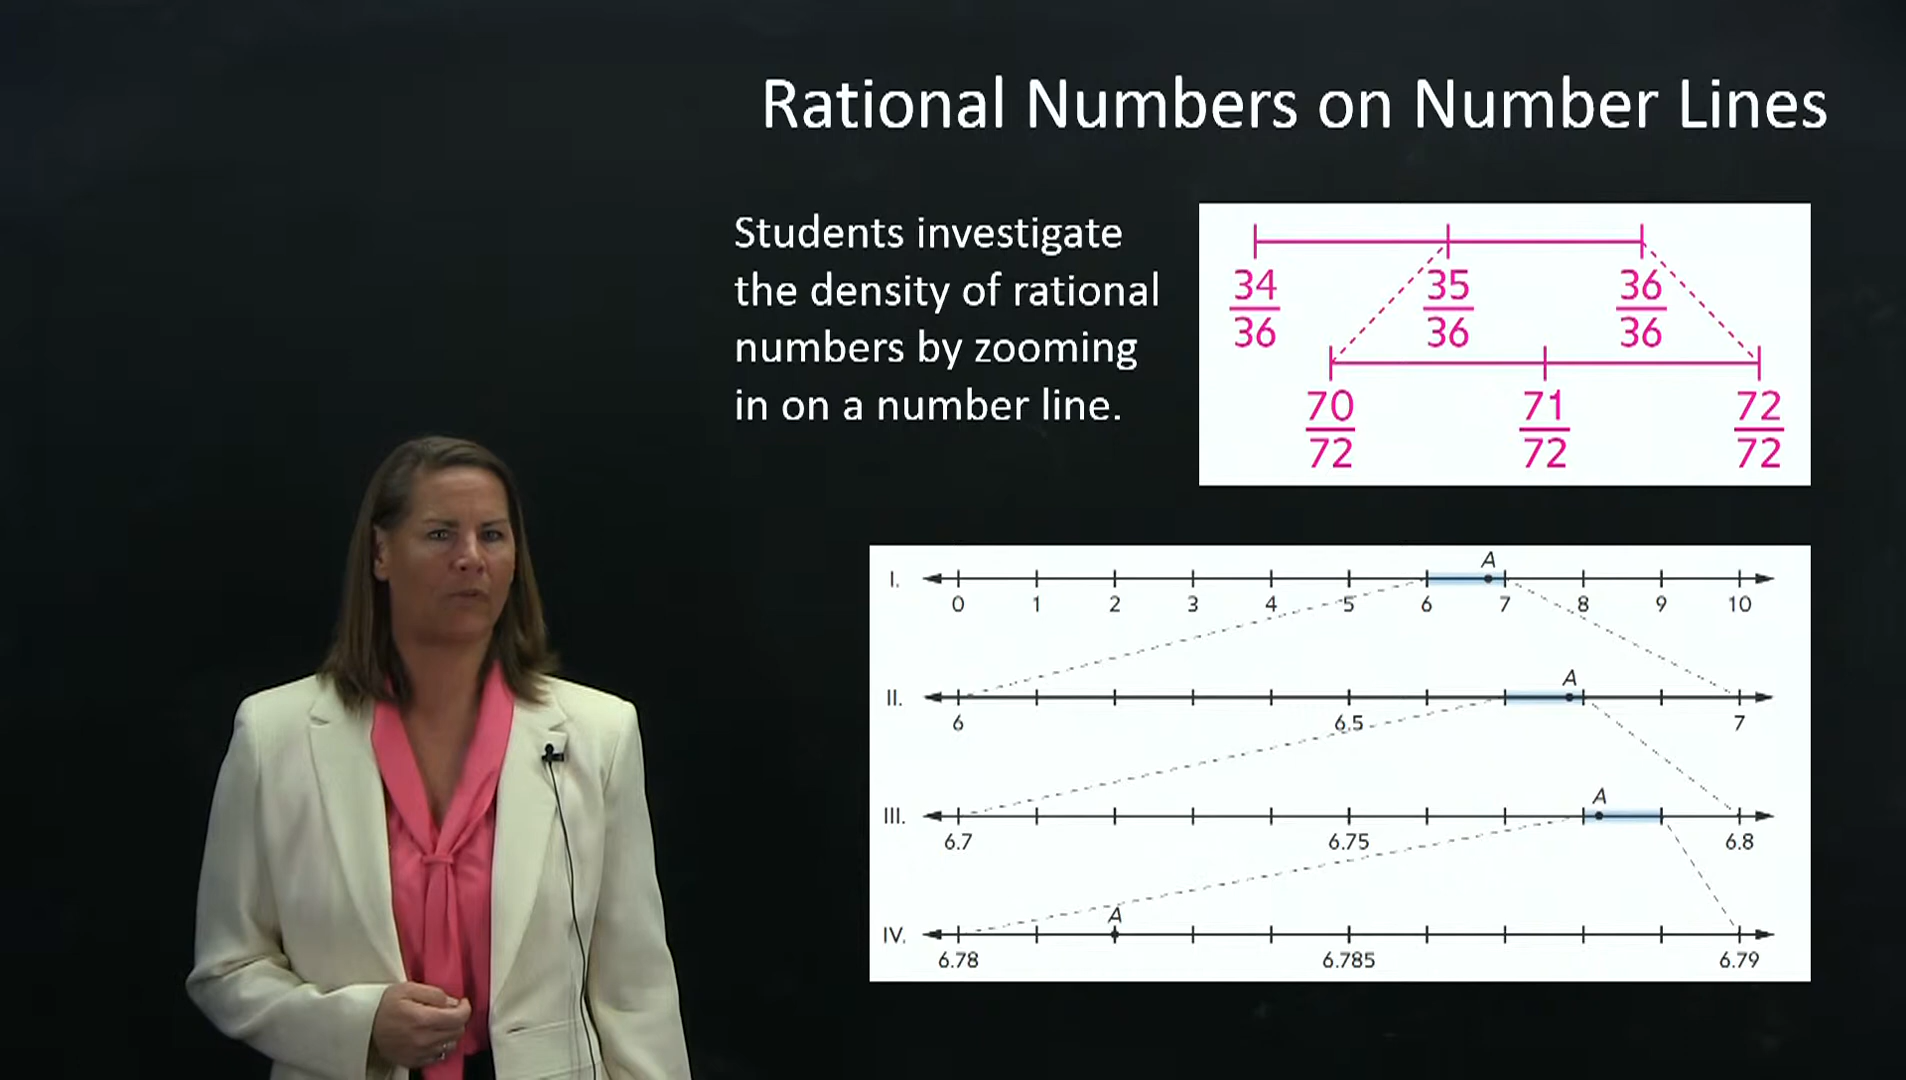 Rational Numbers on Number Lines
Students investigate
the density of rational
numbers by zooming
in on a number line.
34/36 35/36 36/36
70/72 71/72 72/72
A
I.
0 1 2 3 4 5 6 7 8 9 10
A
II.
6 6.5 7
A
III.
6.7 6.75 6.8
A
IV.
6.78 6.785 6.79